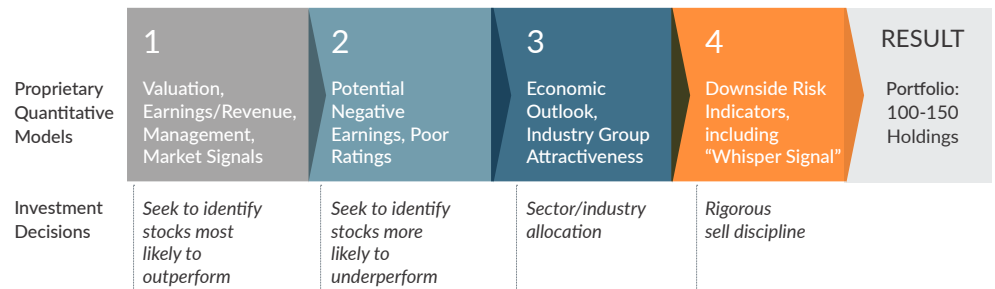 1
2
3
4
RESULT
Proprietary
Quantitative
Models
Valuation,
Earnings/Revenue,
Management,
Market Signals
Potential
Negative
Earnings, Poor
Ratings
Economic
Outlook,
Industry Group
Attractiveness
Downside Risk
Indicators,
including
“Whisper Signal”
Portfolio:
100-150
Holdings
Investment
Decisions
Seek to identify
stocks most
likely to
outperform
Seek to identify
stocks more
likely to
underperform
Sector/industry
allocation
Rigorous
sell discipline